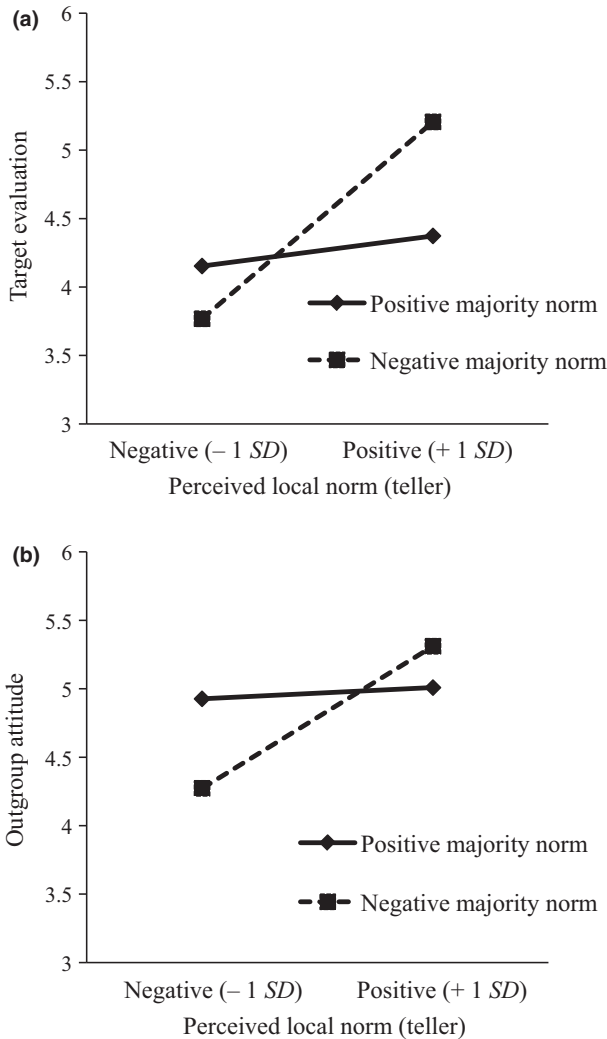 (a)
6
5.5
5
4.5
4
3.5
3
Target evaluation
Positive majority norm
Negative majority norm
Negative (– 1 SD) Positive (+ 1 SD)
Perceived local norm (teller)
(b)
6
5.5
5
4.5
4
3.5
3
Outgroup attitude
Positive majority norm
Negative majority norm
Negative (– 1 SD) Positive (+ 1 SD)
Perceived local norm (teller)